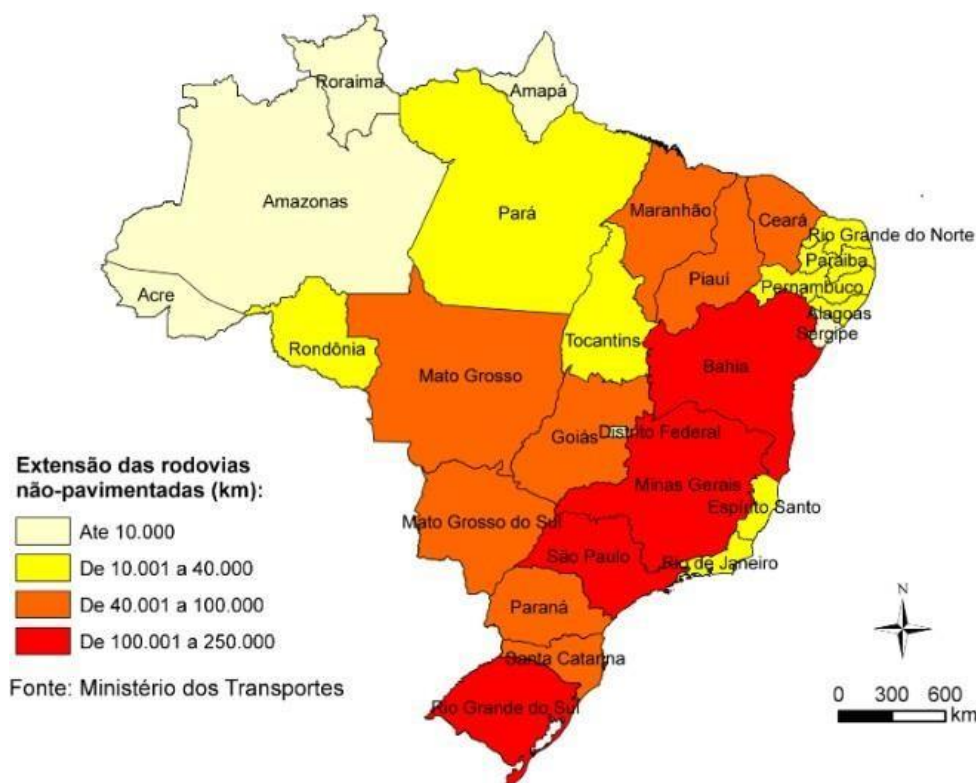 Roraima
Amapá
Amazonas
Pará
Maranhão
Ceará
Rio Grande do Norte
Paraíba
Piauí
Pernambuco
Acre
Alagoas
Sergipe
Rondônia
Tocantins
Bahia
Mato Grosso
Goiás
Distrito Federal
Minas Gerais
Espírito Santo
Mato Grosso do Sul
São Paulo
Rio de Janeiro
Paraná
Santa Catarina
Rio Grande do Sul
Extensão das rodovias
não-pavimentadas (km):
Ate 10.000
De 10.001 a 40.000
De 40.001 a 100.000
De 100.001 a 250.000
Fonte: Ministério dos Transportes
N
0 300 600
km